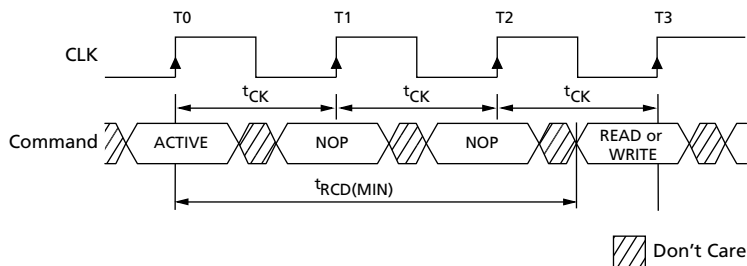 T0 T1 T2 T3
CLK
tCK tCK tCK
Command ACTIVE NOP NOP READ or
WRITE
tRCD(MIN)
Don't Care